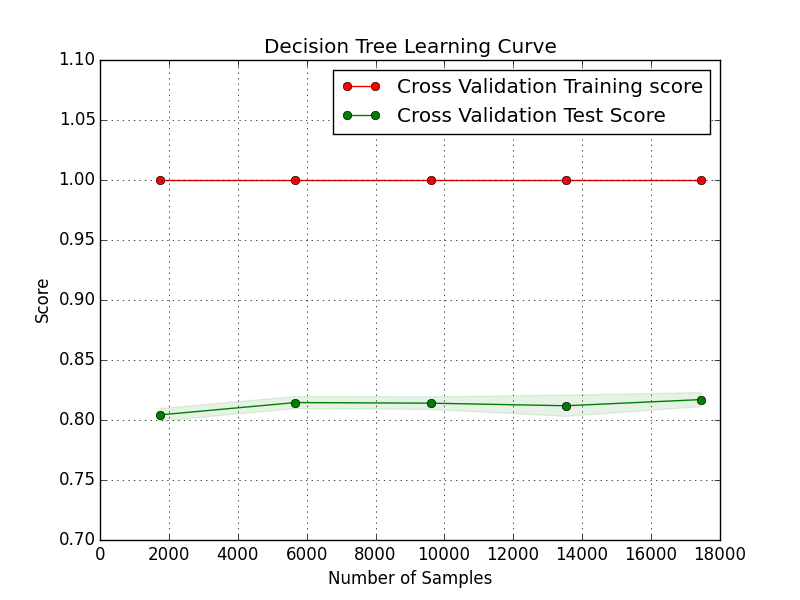 Decision Tree Learning Curve
1.10
1.05
1.00
0.95
0.90
0.85
0.80
0.75
0.70
Score
Cross Validation Training score
Cross Validation Test Score
0 2000 4000 6000 8000 10000 12000 14000 16000 18000
Number of Samples